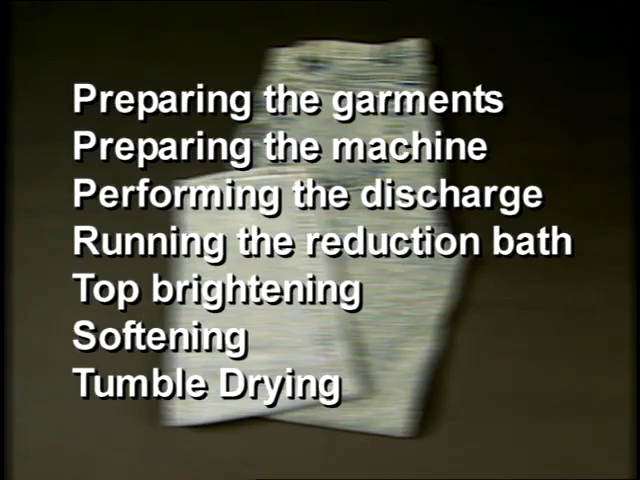 Preparing the garments
Preparing the machine
Performing the discharge
Running the reduction bath
Top brightening
Softening
Tumble Drying